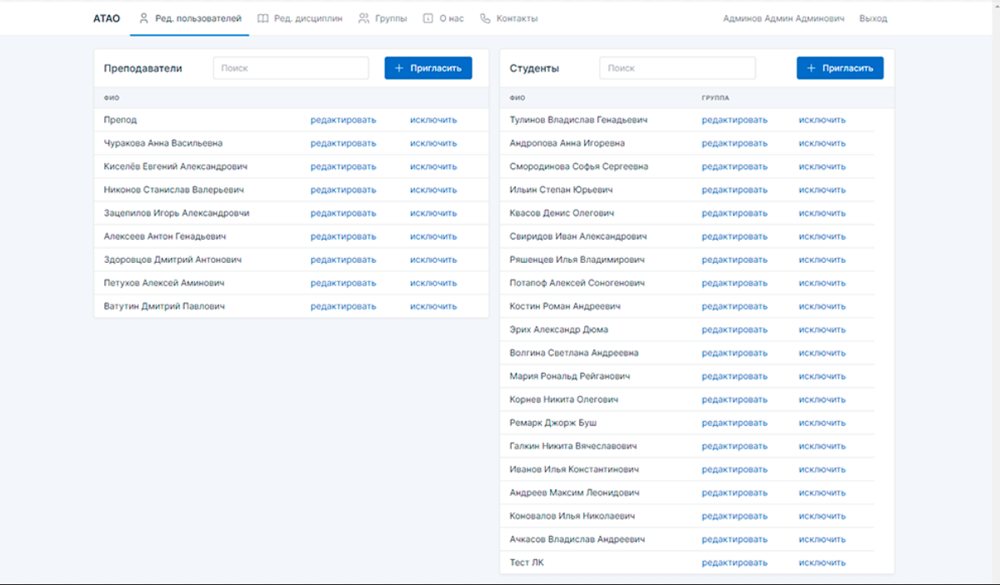 АТАО Ред. пользователей Ред. дисциплин Группы О нас Контакты Админов Админ Админович Выход
Преподаватели Поиск + Пригласить
ФИО
Препод редактировать исключить
Чуракова Анна Васильевна редактировать исключить
Киселёв Евгений Александрович редактировать исключить
Никонов Станислав Валерьевич редактировать исключить
Зацепилов Игорь Александровчи редактировать исключить
Алексеев Антон Генадьевич редактировать исключить
Здоровцов Дмитрий Антонович редактировать исключить
Петухов Алексей Аминович редактировать исключить
Ватутин Дмитрий Павлович редактировать исключить
Студенты Поиск + Пригласить
ФИО ГРУППА
Тулинов Владислав Генадьевич редактировать исключить
Андропова Анна Игоревна редактировать исключить
Смородинова Софья Сергеевна редактировать исключить
Ильин Степан Юрьевич редактировать исключить
Квасов Денис Олегович редактировать исключить
Свиридов Иван Александрович редактировать исключить
Ряшенцев Илья Владимирович редактировать исключить
Потапоф Алексей Соногенович редактировать исключить
Костин Роман Андреевич редактировать исключить
Эрих Александр Дюма редактировать исключить
Волгина Светлана Андреевна редактировать исключить
Мария Рональд Рейганович редактировать исключить
Корнев Никита Олегович редактировать исключить
Ремарк Джорж Буш редактировать исключить
Галкин Никита Вячеславович редактировать исключить
Иванов Илья Константинович редактировать исключить
Андреев Максим Леонидович редактировать исключить
Коновалов Илья Николаевич редактировать исключить
Ачкасов Владислав Андреевич редактировать исключить
Тест ЛК редактировать исключить